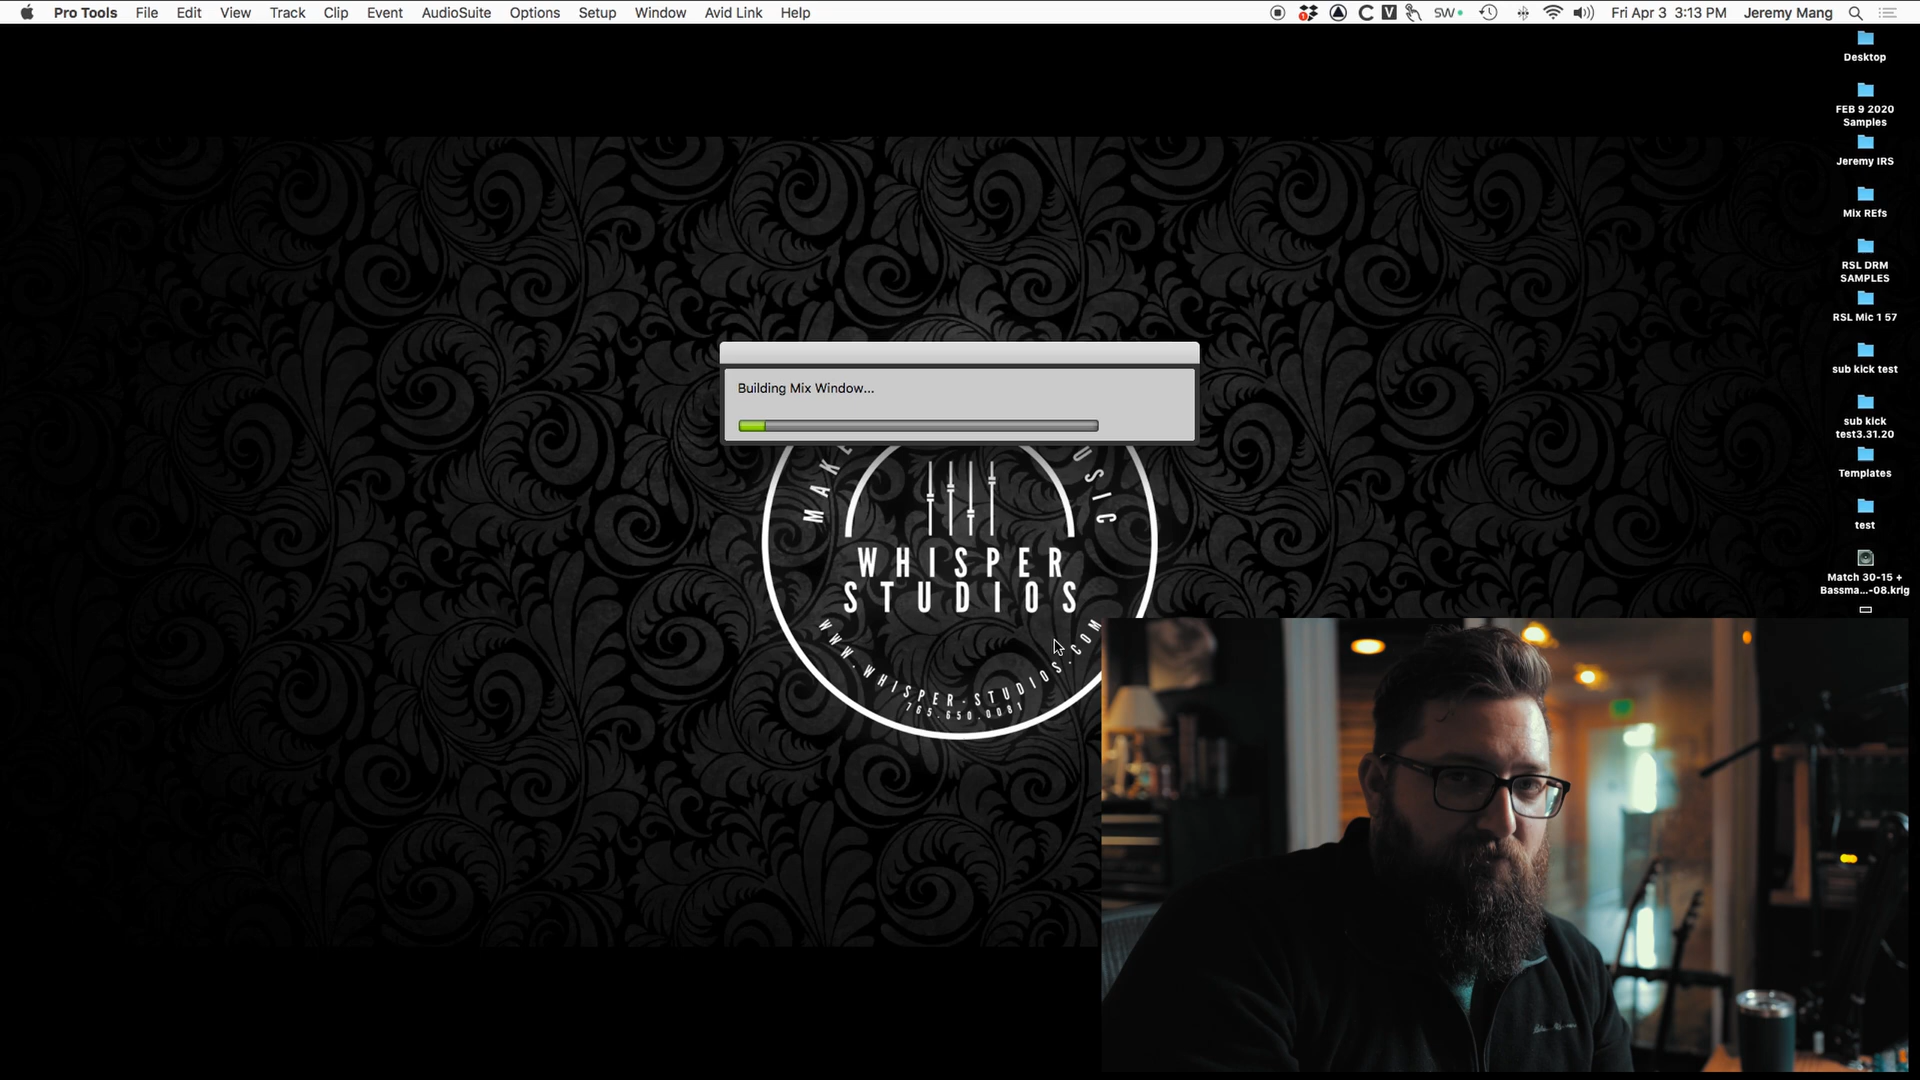 Pro Tools File Edit View Track Clip Event AudioSuite Options Setup Window Avid Link Help
SW Fri Apr 3 3:13 PM Jeremy Mang
Desktop
FEB 9 2020
Samples
Jeremy IRS
Mix REfs
RSL DRM
SAMPLES
RSL Mic 1 57
sub kick test
sub kick
test3.31.20
Templates
test
Match 30-15 +
Bassma...-08.krig
Building Mix Window...
WHISPER
STUDIOS
WWW.WHISPER-STUDIOS.COM
765.650.0081